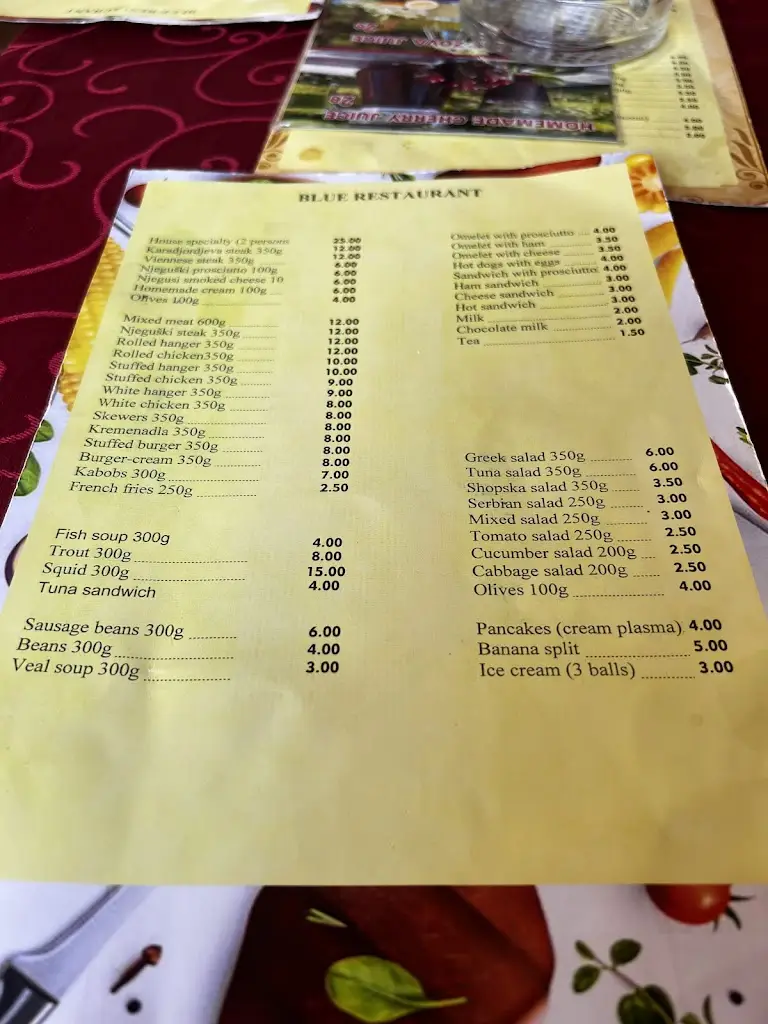 BLUE RESTAURANT
ZOVA JUICE
HOMEMADE CHERRY JUICE
BLUE RESTAURANT
House specialty (2 persons 25.00
Karadjordjeva steak 350g 12.00
Viennese steak 350g 12.00
Njeguški prosciutto 100g 6.00
Njegusi smoked cheese 10 6.00
Homemade cream 100g 6.00
Olives 100g 4.00
Mixed meat 600g 12.00
Njeguški steak 350g 12.00
Rolled hanger 350g 12.00
Rolled chicken350g 12.00
Stuffed hanger 350g 10.00
Stuffed chicken 350g 10.00
White hanger 350g 9.00
White chicken 350g 9.00
Skewers 350g 8.00
Kremenadla 350g 8.00
Stuffed burger 350g 8.00
Burger-cream 350g 8.00
Kabobs 300g 7.00
French fries 250g 2.50
Fish soup 300g 4.00
Trout 300g 8.00
Squid 300g 15.00
Tuna sandwich 4.00
Sausage beans 300g 6.00
Beans 300g 4.00
Veal soup 300g 3.00
Omelet with prosciutto 4.00
Omelet with ham 3.50
Omelet with cheese 3.50
Hot dogs with eggs 4.00
Sandwich with prosciutto 4.00
Ham sandwich 3.00
Cheese sandwich 3.00
Hot sandwich 3.00
Milk 2.00
Chocolate milk 2.00
Tea 1.50
Greek salad 350g 6.00
Tuna salad 350g 6.00
Shopska salad 350g 3.50
Serbian salad 250g 3.00
Mixed salad 250g 3.00
Tomato salad 250g 2.50
Cucumber salad 200g 2.50
Cabbage salad 200g 2.50
Olives 100g 4.00
Pancakes (cream plasma) 4.00
Banana split 5.00
Ice cream (3 balls) 3.00